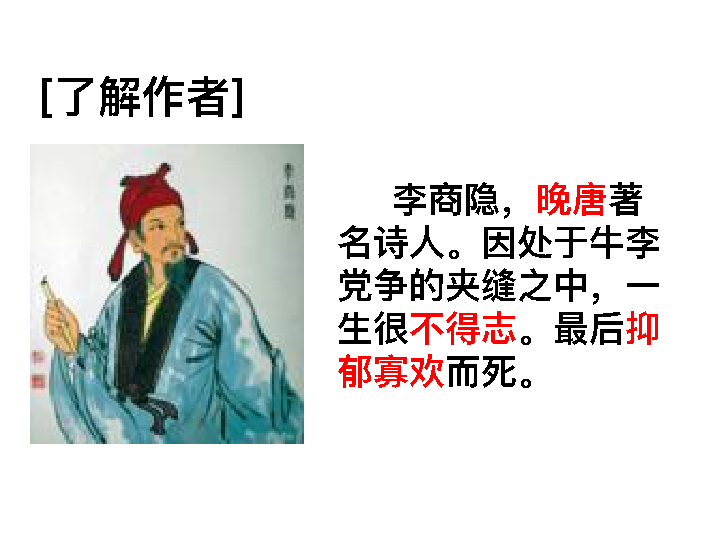 [了解作者]
李商隐
李商隐，晚唐著
名诗人。因处于牛李
党争的夹缝之中，一
生很不得志。最后抑
郁寡欢而死。